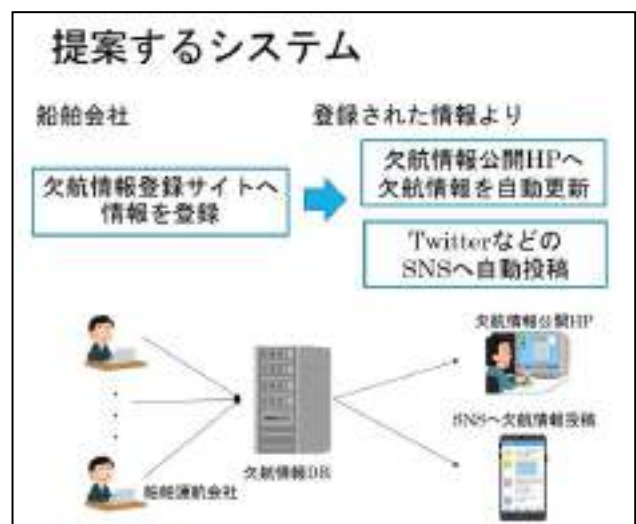 提案するシステム
船舶会社
登録された情報より
欠航情報登録サイトへ
情報を登録
欠航情報公開HPへ
欠航情報を自動更新
Twitterなどの
SNSへ自動投稿
欠航情報公開HP
SNSへ欠航情報投稿
欠航情報DB
船舶運航会社